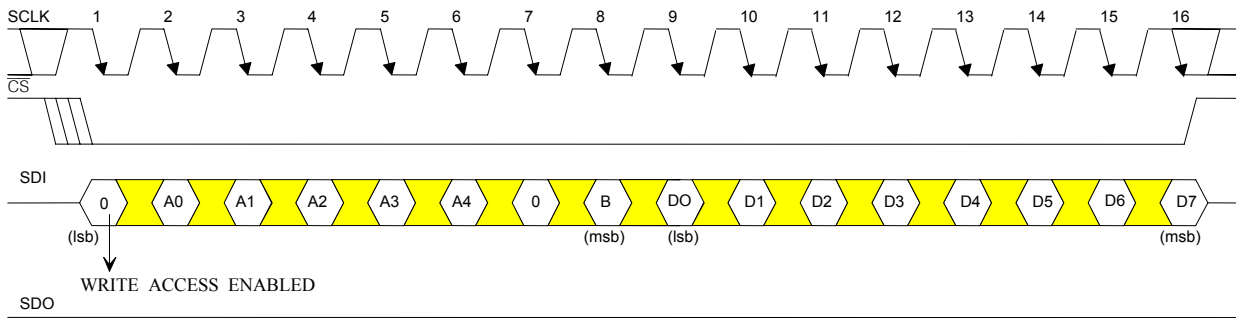 SCLK 1 2 3 4 5 6 7 8 9 10 11 12 13 14 15 16
CS
SDI
0 A0 A1 A2 A3 A4 0 B DO D1 D2 D3 D4 D5 D6 D7
(lsb) (msb) (lsb) (msb)
WRITE ACCESS ENABLED
SDO